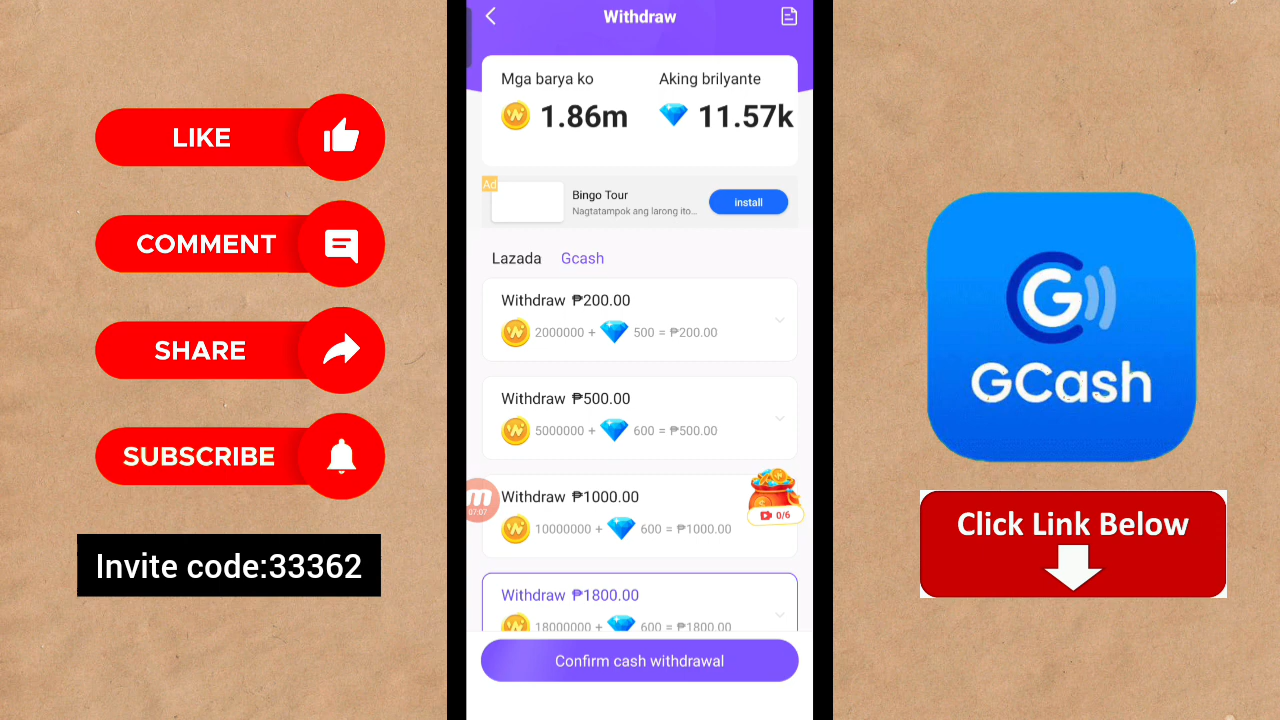 LIKE
COMMENT
SHARE
SUBSCRIBE
Invite code:33362
Withdraw
Mga barya ko
Aking brilyante
1.86m
11.57k
Ad
Bingo Tour
Nagtatampok ang larong ito...
install
Lazada
Gcash
Withdraw ₱200.00
2000000 + 500 = ₱200.00
Withdraw ₱500.00
5000000 + 600 = ₱500.00
Withdraw ₱1000.00
10000000 + 600 = ₱1000.00
0/6
07:07
Withdraw ₱1800.00
18000000 + 600 = ₱1800.00
Confirm cash withdrawal
GCash
Click Link Below